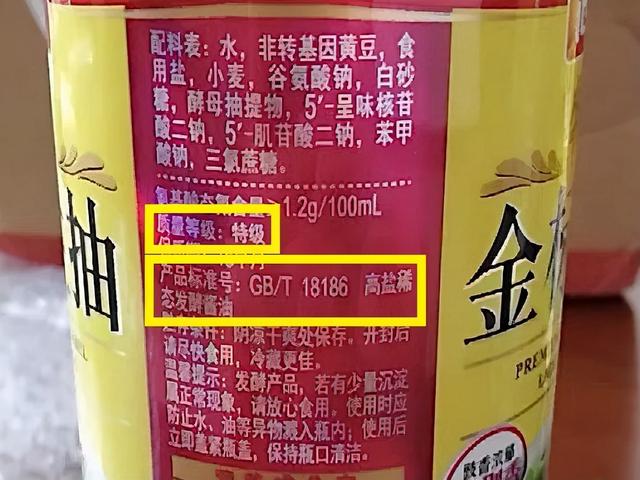 配料麦：水，非转基因黄豆，食
用盐，小麦，谷氨酸钠，白砂
糖，酵母抽提物，5′-呈味核苷
酸二钠，5′-肌苷酸二钠，苯甲
酸钠，三氯蔗糖。
1.2g/100mL
质量等级：特级
产品标准号：GB/T 18186 高盐稀
态发酵酱油
贮存条件：阴凉干爽处保存。开封后
请尽快食用，冷藏更佳。
温馨提示：发酵产品，若有少量沉淀
属正常现象，请放心食用。使用时应
防止水、油等异物溅入瓶内；使用后
立即盖紧瓶盖，保持瓶口清洁。
抽
金
PREM